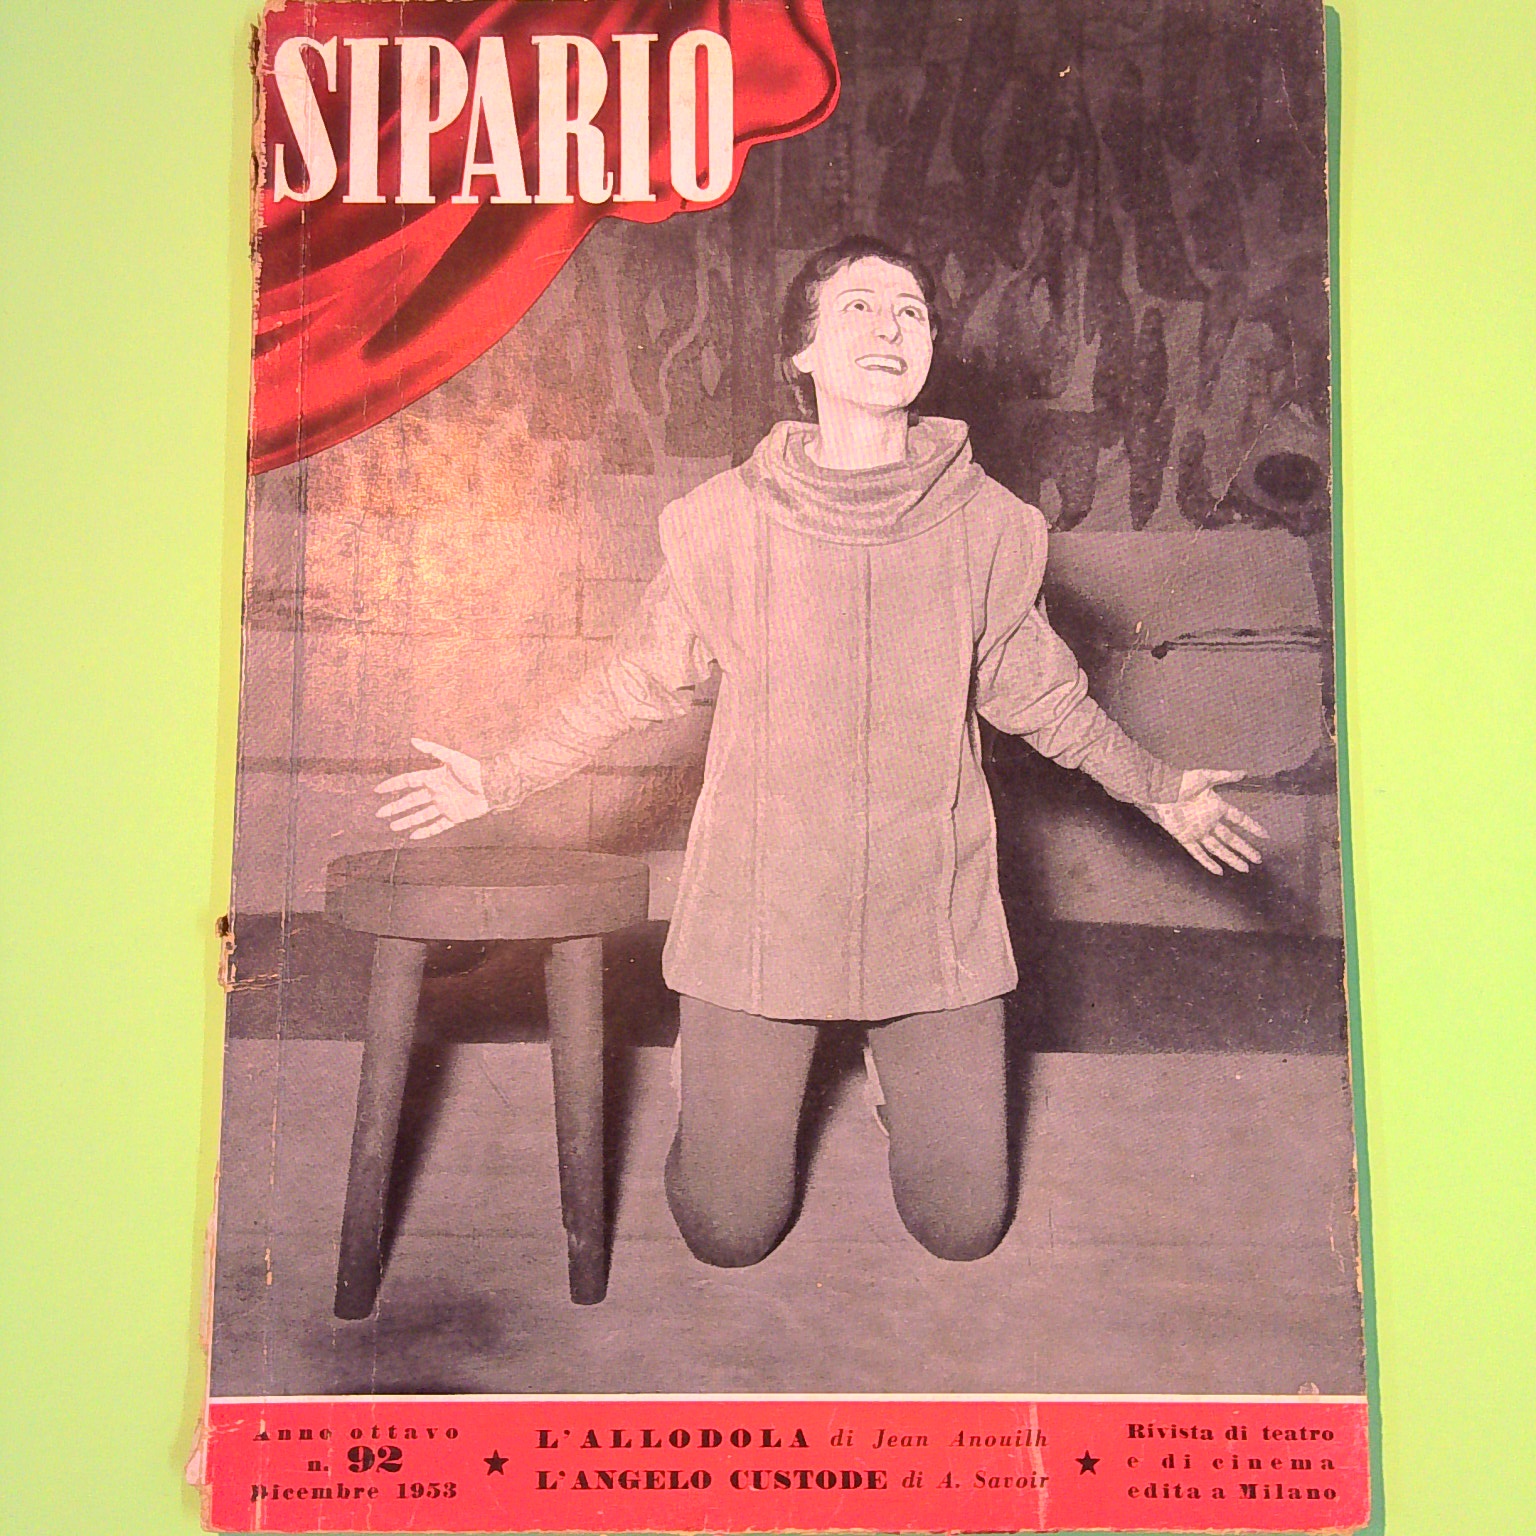 SIPARIO
Anno ottavo
n. 92
Dicembre 1953
★
L'ALLODOLA di Jean Anouilh
L'ANGELO CUSTODE di A. Savoir
★
Rivista di teatro
e di cinema
edita a Milano